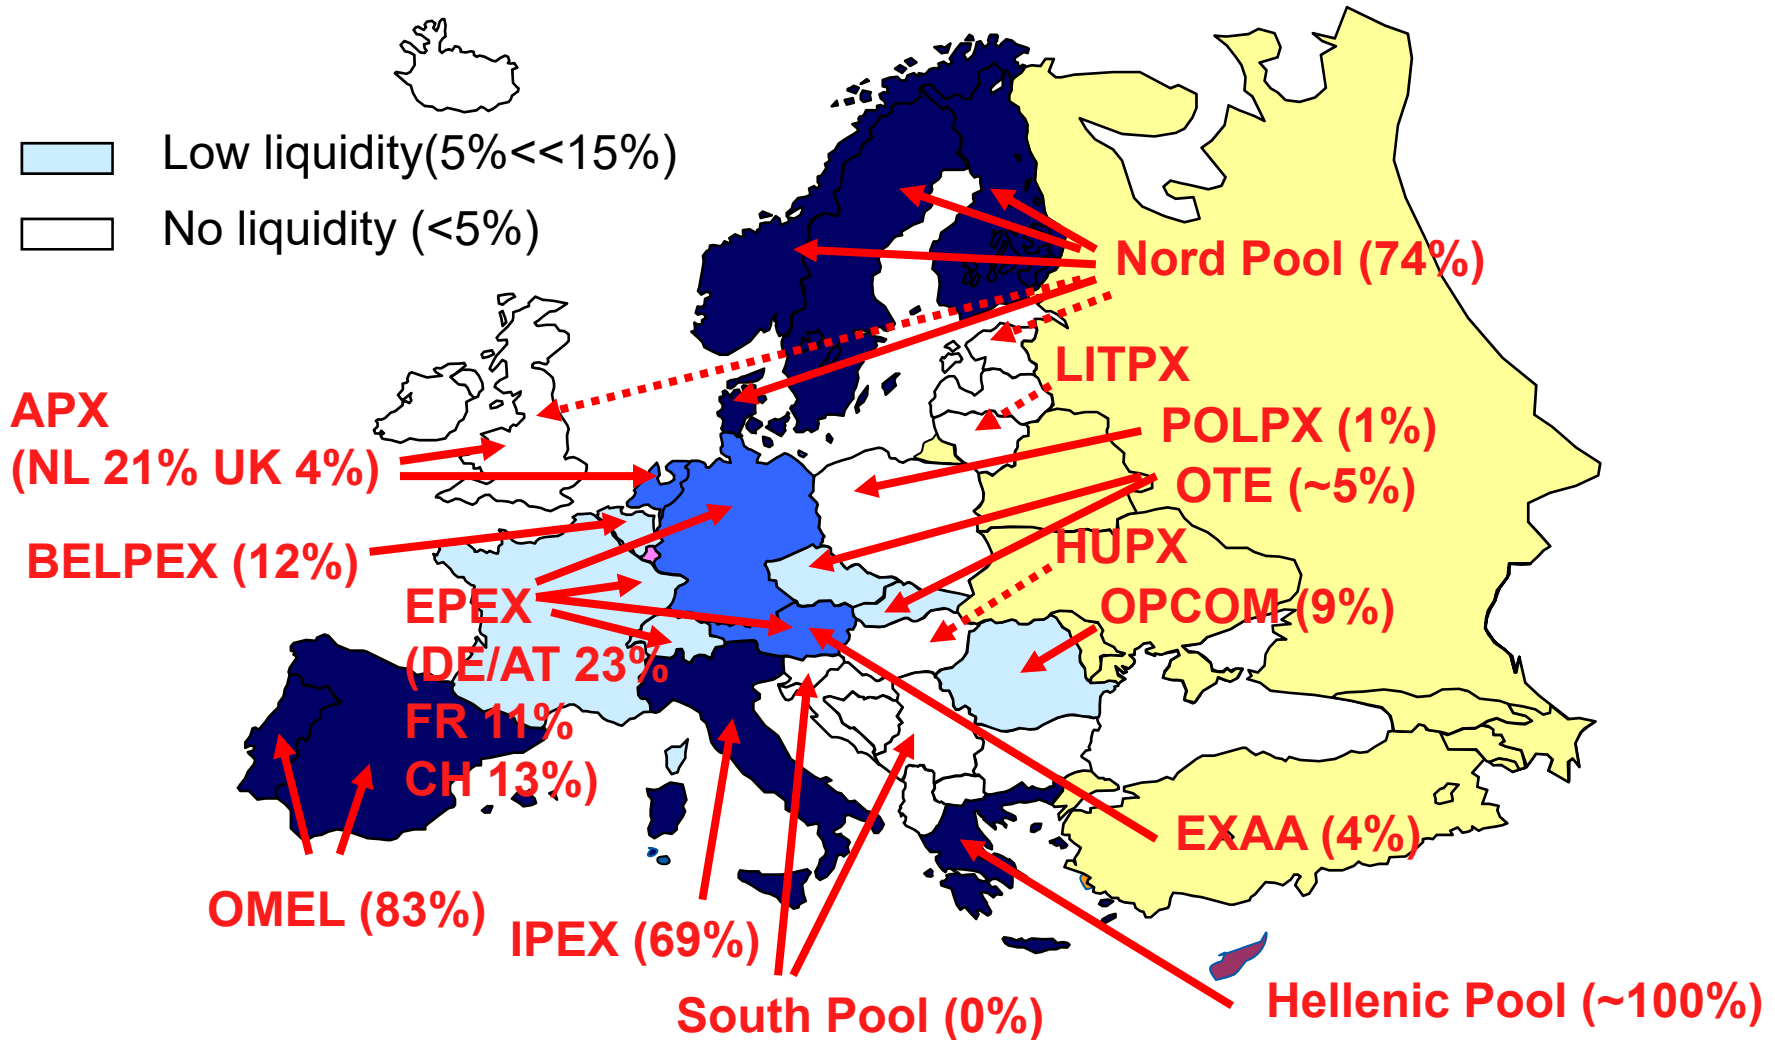 Low liquidity(5%<<15%)
No liquidity (<5%)
Nord Pool (74%)
LITPX
APX
(NL 21% UK 4%)
POLPX (1%)
OTE (~5%)
BELPEX (12%)
HUPX
EPEX
(DE/AT 23%
FR 11%
CH 13%)
OPCOM (9%)
EXAA (4%)
OMEL (83%)
IPEX (69%)
South Pool (0%)
Hellenic Pool (~100%)